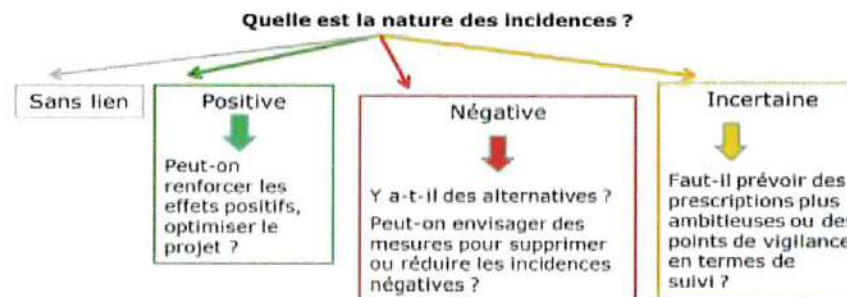 Quelle est la nature des incidences ?
Sans lien
Positive
Peut-on
renforcer les
effets positifs,
optimiser le
projet ?
Négative
Y a-t-il des alternatives ?
Peut-on envisager des
mesures pour supprimer
ou réduire les incidences
négatives ?
Incertaine
Faut-il prévoir des
prescriptions plus
ambitieuses ou des
points de vigilance
en termes de
suivi ?